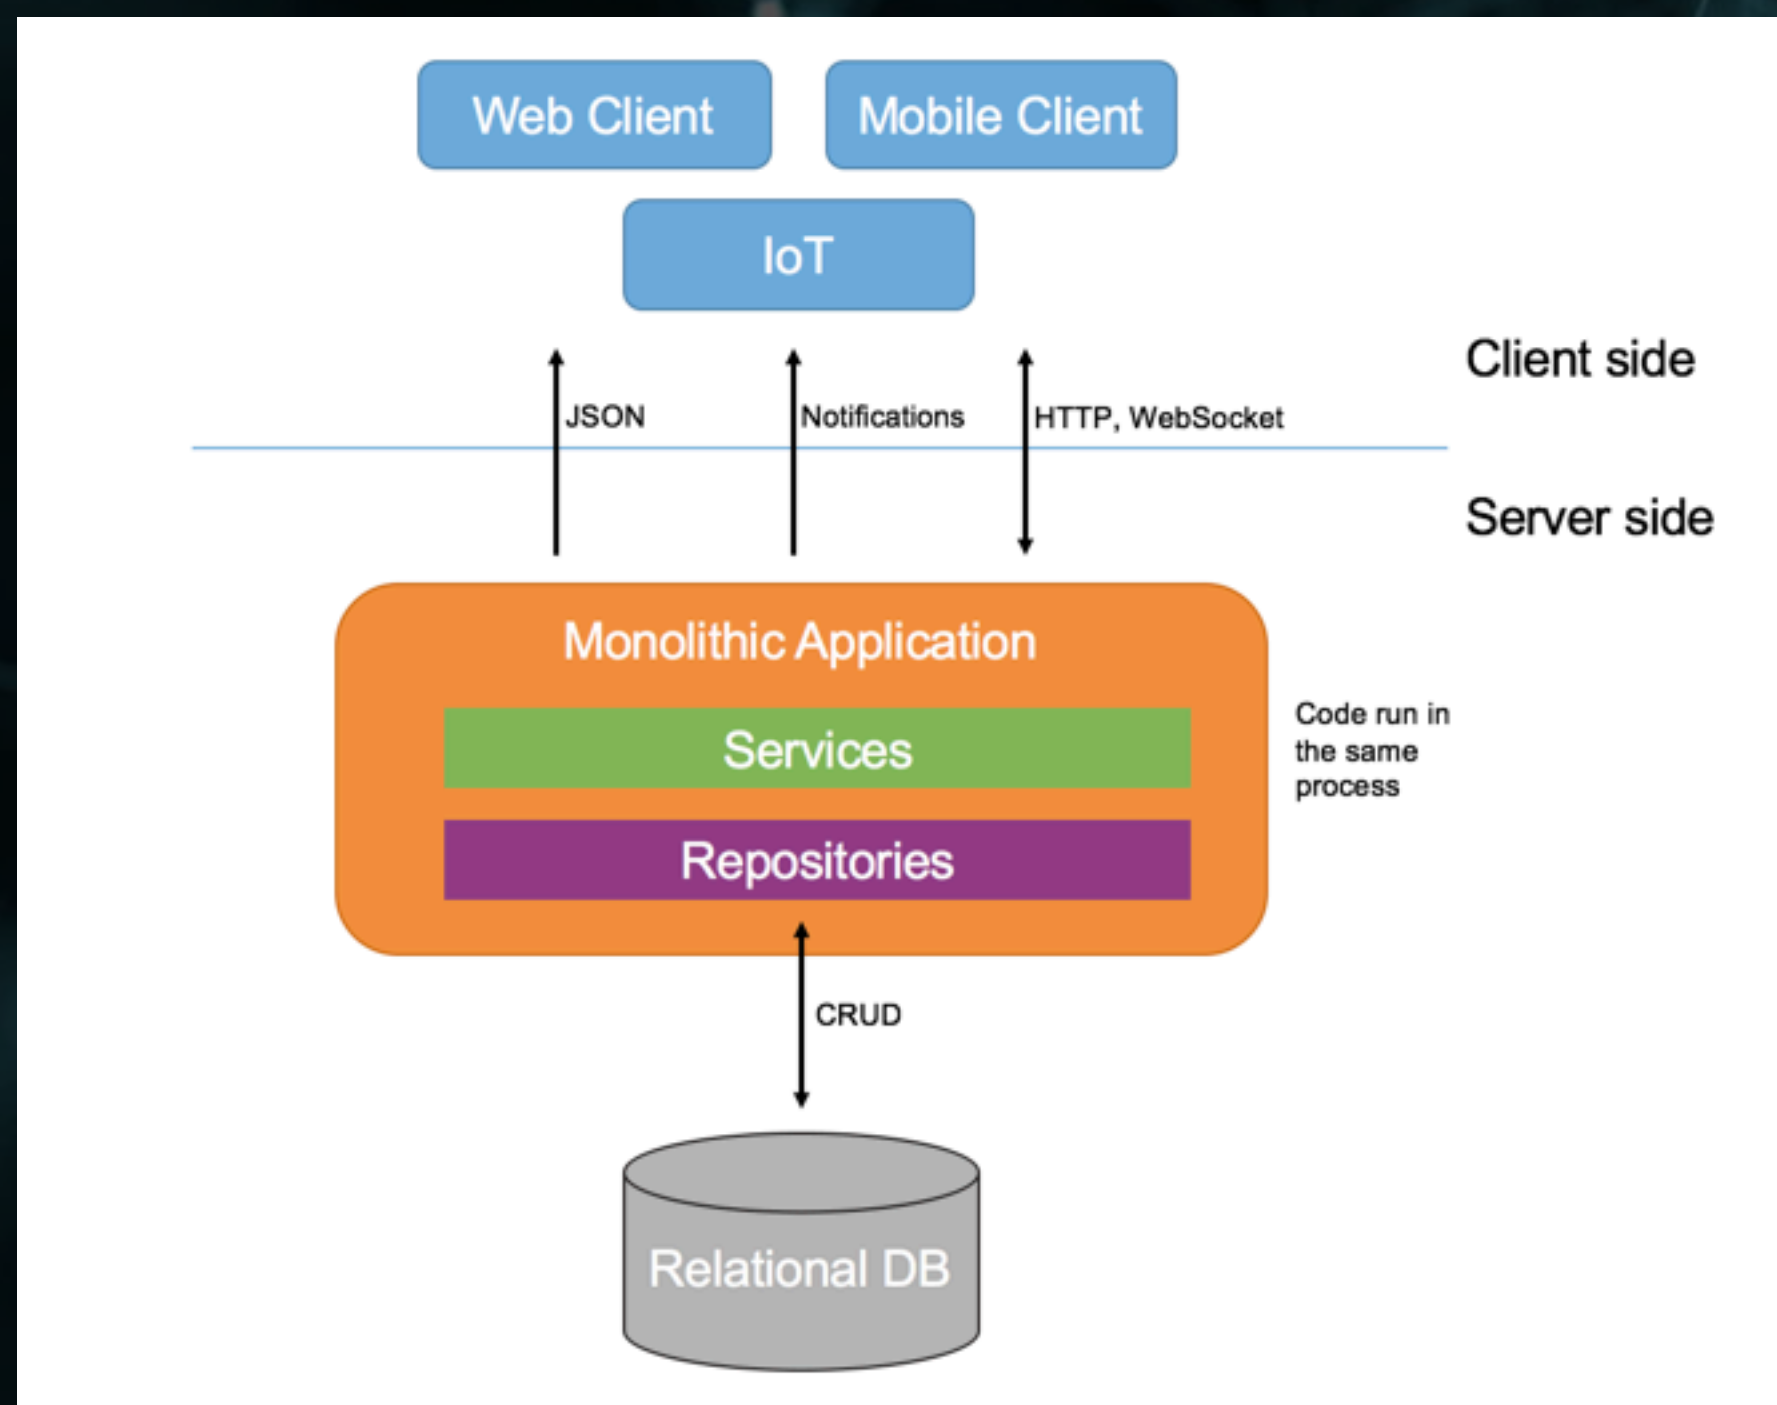 Web Client
Mobile Client
IoT
Client side
JSON
Notifications
HTTP, WebSocket
Server side
Monolithic Application
Services
Code run in
the same
process
Repositories
CRUD
Relational DB